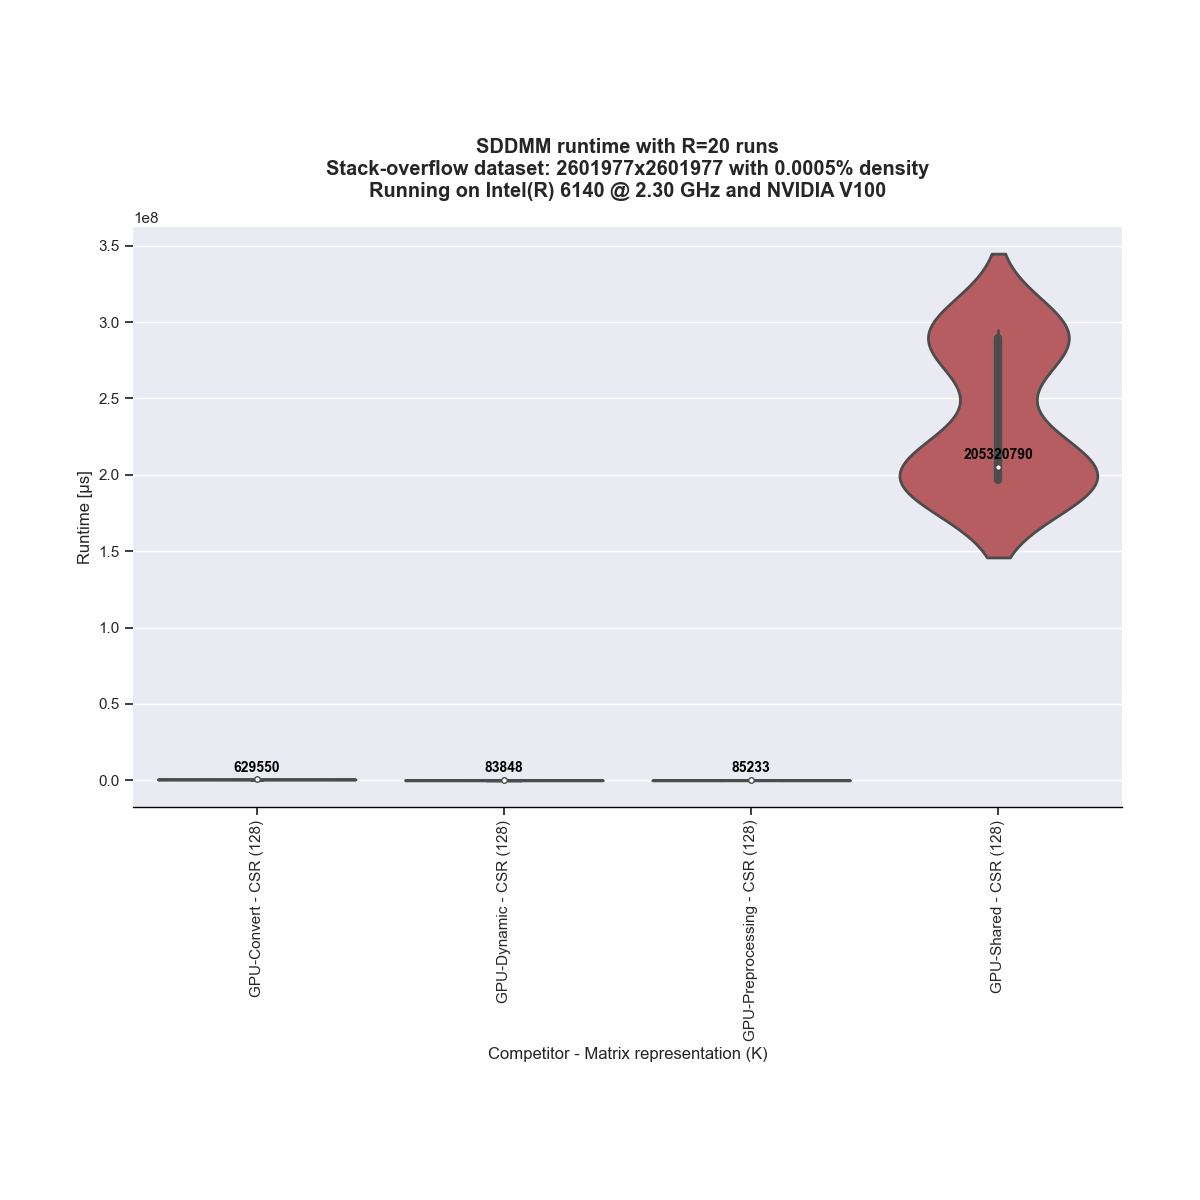 SDDMM runtime with R=20 runs
Stack-overflow dataset: 2601977x2601977 with 0.0005% density
Running on Intel(R) 6140 @ 2.30 GHz and NVIDIA V100
1e8
3.5
3.0
2.5
2.0
1.5
1.0
0.5
0.0
Runtime [µs]
629550
83848
85233
205320790
GPU-Convert - CSR (128)
GPU-Dynamic - CSR (128)
GPU-Preprocessing - CSR (128)
GPU-Shared - CSR (128)
Competitor - Matrix representation (K)